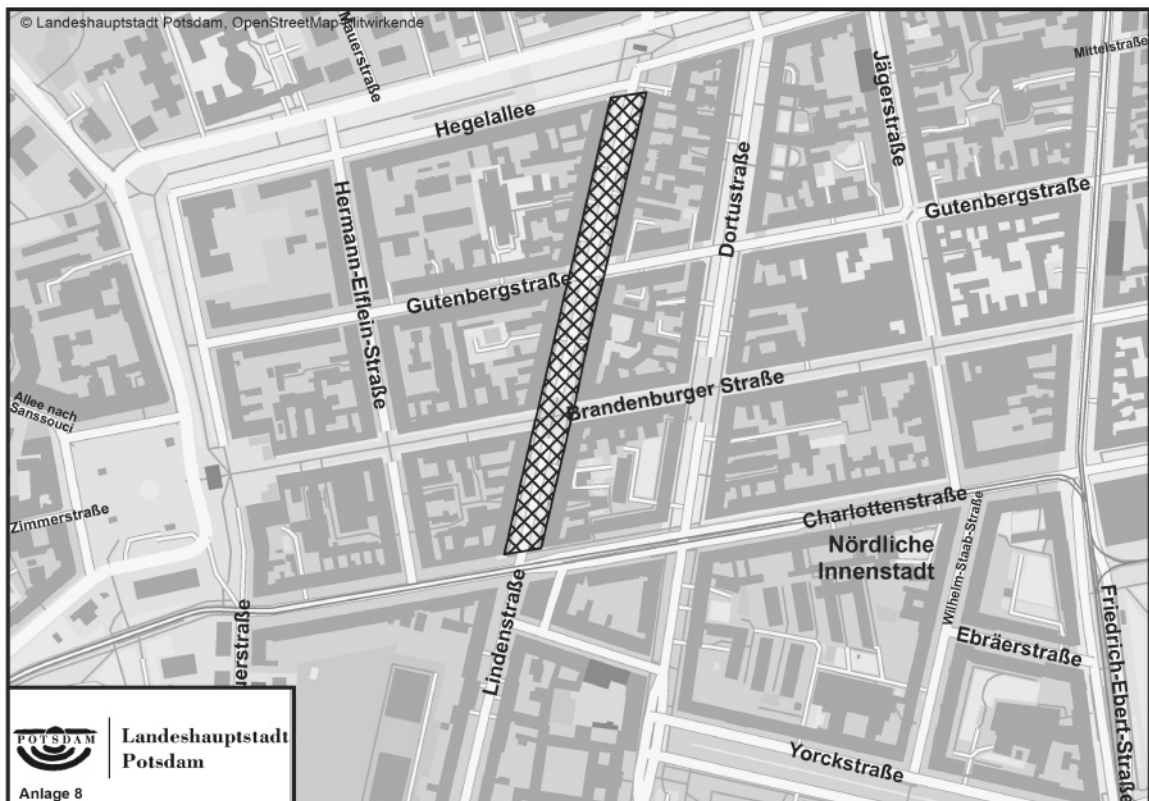 © Landeshauptstadt Potsdam, OpenStreetMap-Mitwirkende
Mauerstraße
Mittelstraße
Jägerstraße
Hegelallee
Hermann-Elflein-Straße
Dortustraße
Gutenbergstraße
Gutenbergstraße
Brandenburger Straße
Allee nach
Sanssouci
Zimmerstraße
Charlottenstraße
Nördliche
Innenstadt
Wilhelm-Staab-Straße
Lindenstraße
uerstraße
Ebräerstraße
Friedrich-Ebert-Straße
Yorckstraße
POTSDAM
Landeshauptstadt
Potsdam
Anlage 8